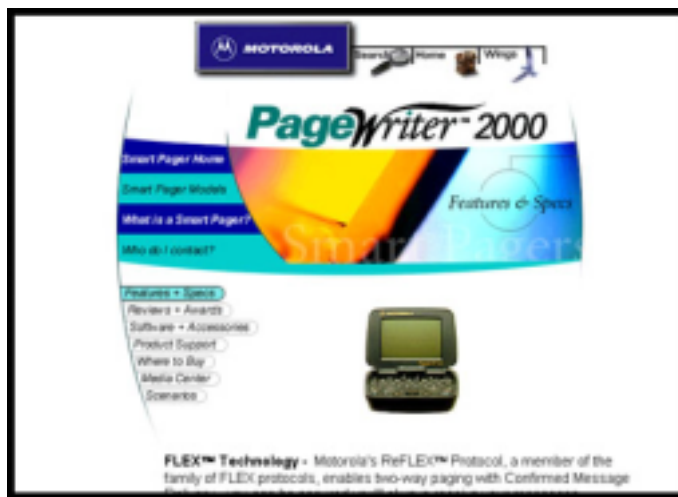 MOTOROLA
Search Home Wings
PageWriter™ 2000
Smart Pager Home
Smart Pager Models
What is a Smart Pager?
Who do I contact?
Features & Specs
Smart Pagers
Features + Specs
Reviews + Awards
Software + Accessories
Product Support
Where to Buy
Media Center
Scenarios
FLEX™ Technology - Motorola's ReFLEX™ Protocol, a member of the
family of FLEX protocols, enables two-way paging with Confirmed Message